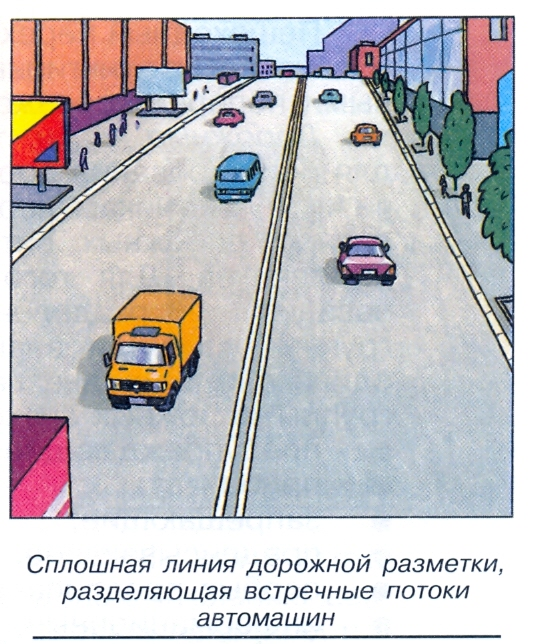 Сплошная линия дорожной разметки,
разделяющая встречные потоки
автомашин